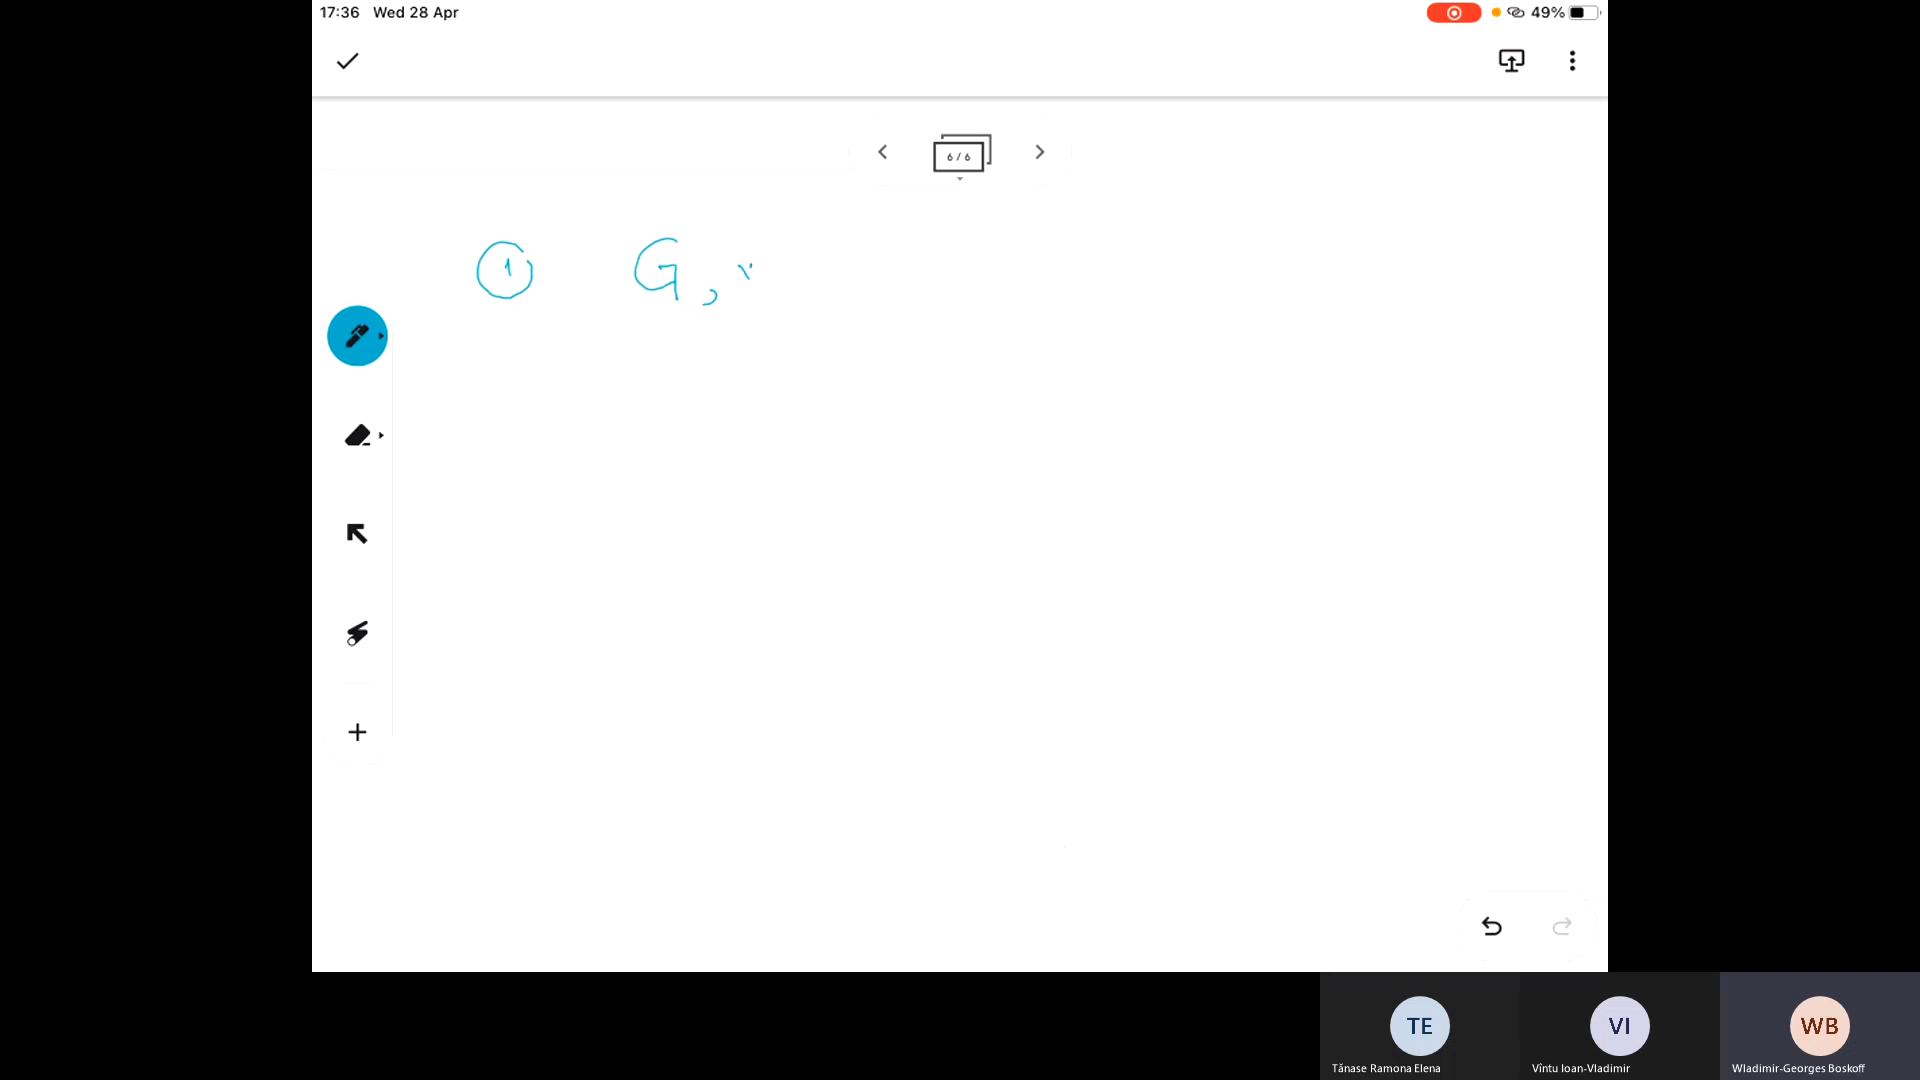 17:36 Wed 28 Apr
49%
6 / 6
1 G,
TE
VI
WB
Tănase Ramona Elena
Vîntu Ioan-Vladimir
Wladimir-Georges Boskoff